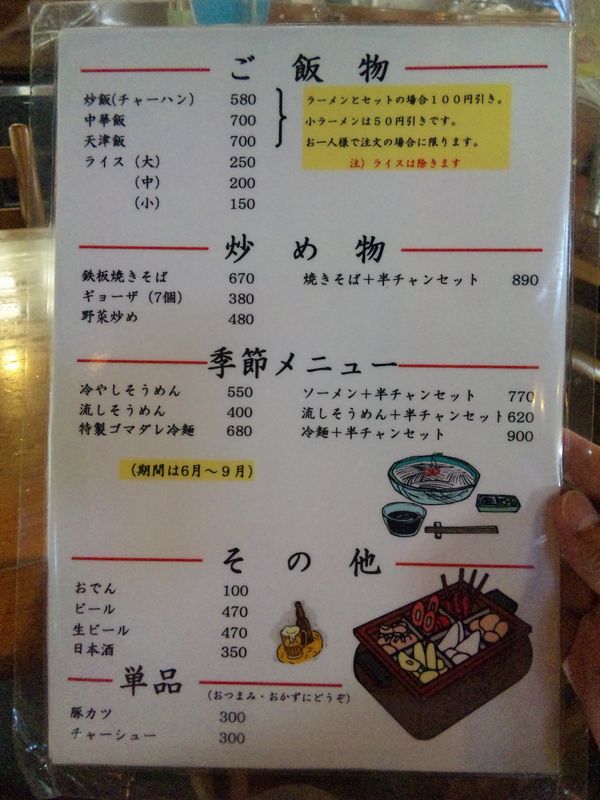 ご飯物
炒飯(チャーハン) 580
中華飯 700
天津飯 700
ライス（大） 250
（中） 200
（小） 150
ラーメンとセットの場合１００円引き。
小ラーメンは５０円引きです。
お一人様で注文の場合に限ります。
注）ライスは除きます
炒め物
鉄板焼きそば 670
ギョーザ（7個） 380
野菜炒め 480
焼きそば＋半チャンセット 890
季節メニュー
冷やしそうめん 550
流しそうめん 400
特製ゴマダレ冷麺 680
ソーメン＋半チャンセット 770
流しそうめん＋半チャンセット 620
冷麺＋半チャンセット 900
（期間は6月～９月）
その他
おでん 100
ビール 470
生ビール 470
日本酒 350
単品
（おつまみ・おかずにどうぞ）
豚カツ 300
チャーシュー 300